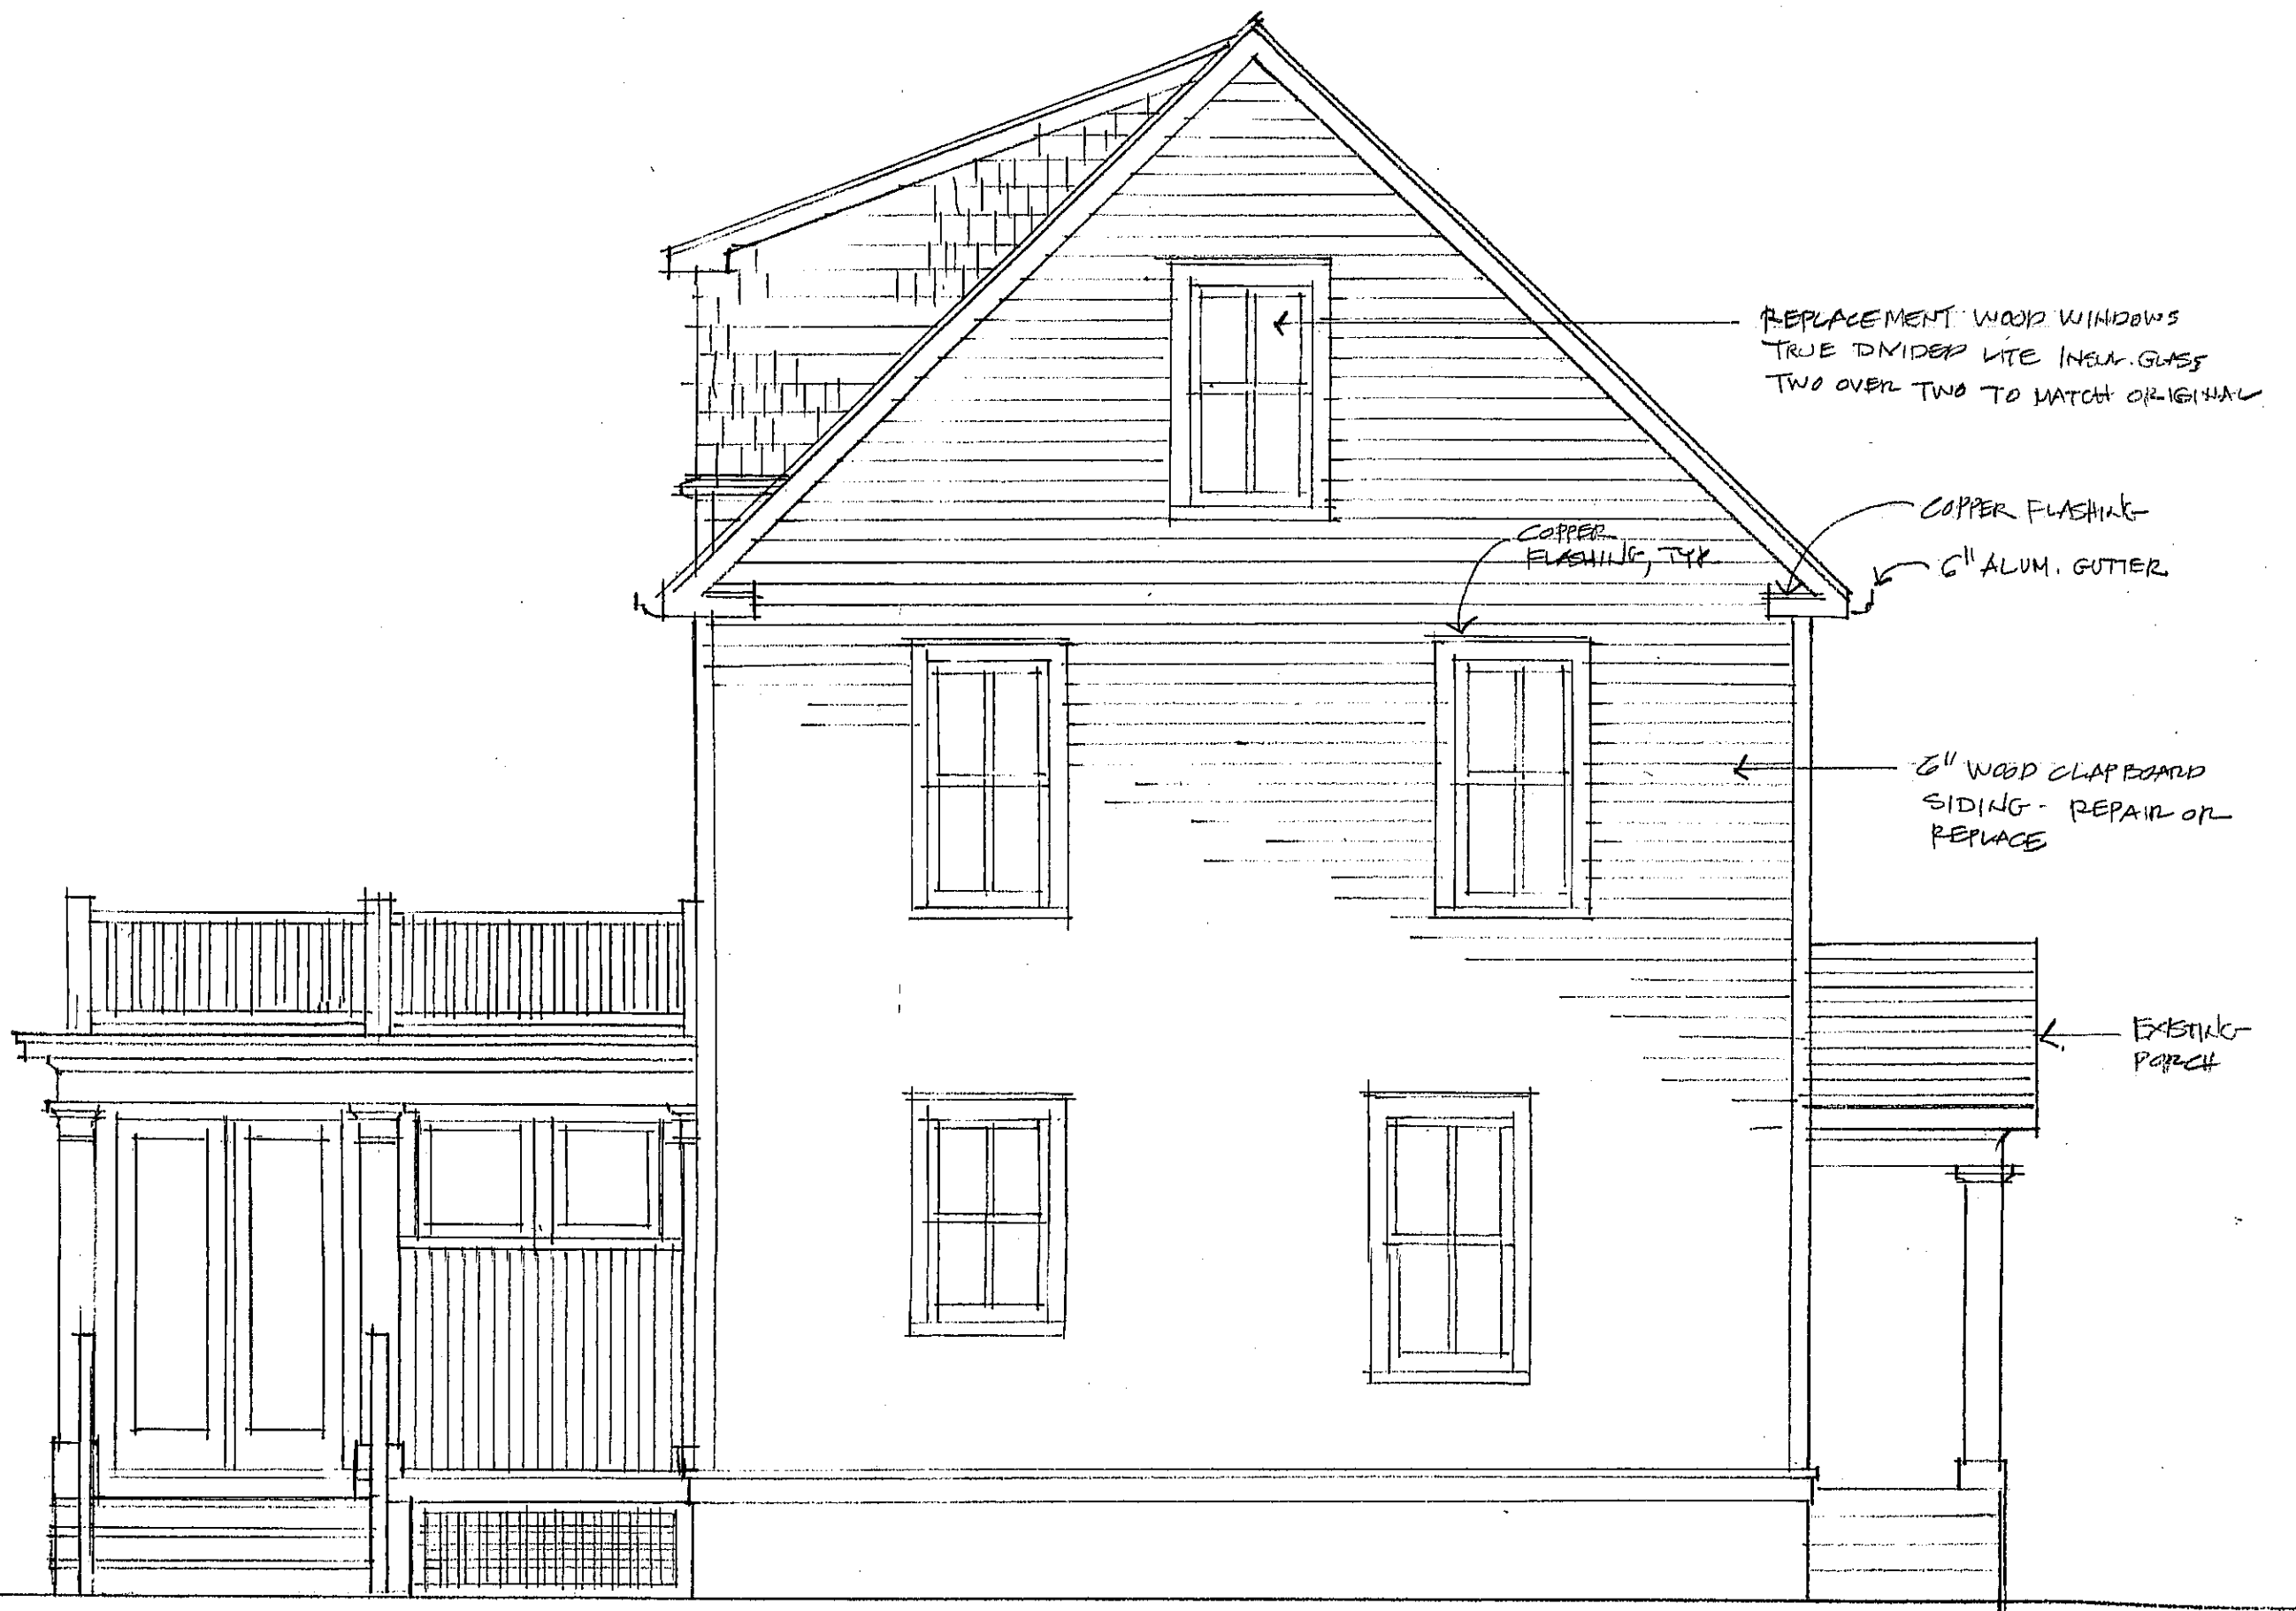 REPLACEMENT WOOD WINDOWS
TRUE DIVIDED LITE INSUL. GLASS
TWO OVER TWO TO MATCH ORIGINAL
COPPER FLASHING
6" ALUM. GUTTER
COPPER
FLASHING, TYP.
6" WOOD CLAPBOARD
SIDING - REPAIR OR
REPLACE
EXISTING
PORCH